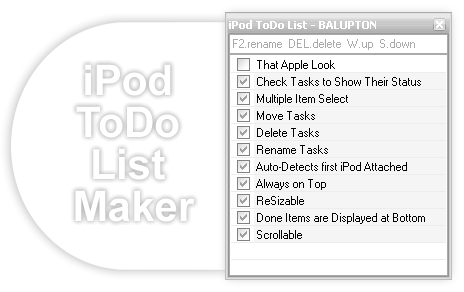 iPod
ToDo
List
Maker
iPod ToDo List - BALUPTON
F2.rename DEL.delete W.up S.down
That Apple Look
Check Tasks to Show Their Status
Multiple Item Select
Move Tasks
Delete Tasks
Rename Tasks
Auto-Detects first iPod Attached
Always on Top
ReSizable
Done Items are Displayed at Bottom
Scrollable